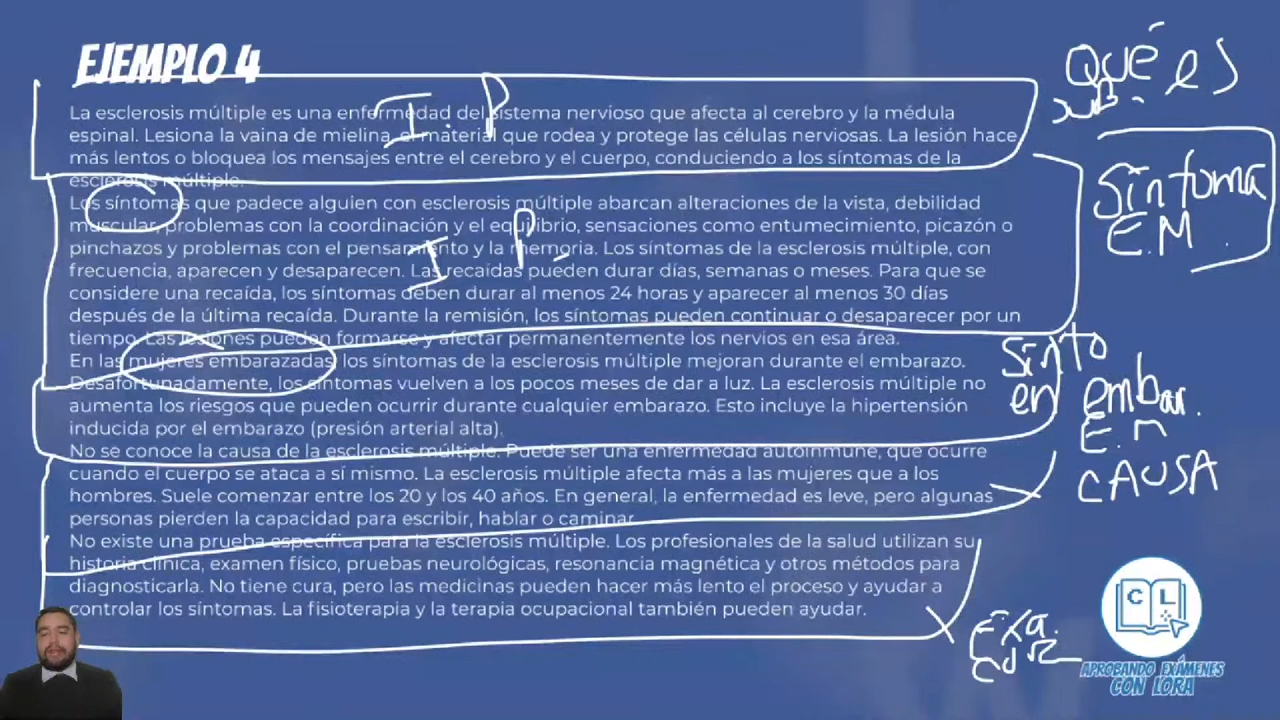 EJEMPLO 4
La esclerosis múltiple es una enfermedad del sistema nervioso que afecta al cerebro y la médula
espinal. Lesiona la vaina de mielina, el material que rodea y protege las células nerviosas. La lesión hace
más lentos o bloquea los mensajes entre el cerebro y el cuerpo, conduciendo a los síntomas de la
esclerosis múltiple.
Los síntomas que padece alguien con esclerosis múltiple abarcan alteraciones de la vista, debilidad
muscular, problemas con la coordinación y el equilibrio, sensaciones como entumecimiento, picazón o
pinchazos y problemas con el pensamiento y la memoria. Los síntomas de la esclerosis múltiple, con
frecuencia, aparecen y desaparecen. Las recaídas pueden durar días, semanas o meses. Para que se
considere una recaída, los síntomas deben durar al menos 24 horas y aparecer al menos 30 días
después de la última recaída. Durante la remisión, los síntomas pueden continuar o desaparecer por un
tiempo. Las lesiones pueden formarse y afectar permanentemente los nervios en esa área.
En las mujeres embarazadas, los síntomas de la esclerosis múltiple mejoran durante el embarazo.
Desafortunadamente, los síntomas vuelven a los pocos meses de dar a luz. La esclerosis múltiple no
aumenta los riesgos que pueden ocurrir durante cualquier embarazo. Esto incluye la hipertensión
inducida por el embarazo (presión arterial alta).
No se conoce la causa de la esclerosis múltiple. Puede ser una enfermedad autoinmune, que ocurre
cuando el cuerpo se ataca a sí mismo. La esclerosis múltiple afecta más a las mujeres que a los
hombres. Suele comenzar entre los 20 y los 40 años. En general, la enfermedad es leve, pero algunas
personas pierden la capacidad para escribir, hablar o caminar.
No existe una prueba específica para la esclerosis múltiple. Los profesionales de la salud utilizan su
historia clínica, examen físico, pruebas neurológicas, resonancia magnética y otros métodos para
diagnosticarla. No tiene cura, pero las medicinas pueden hacer más lento el proceso y ayudar a
controlar los síntomas. La fisioterapia y la terapia ocupacional también pueden ayudar.
I.P
I P.
Qué es
Síntoma
E.M.
Sinto
en embar.
E.M
CAUSA
Exa.
C L
APROBANDO EXÁMENES
CON LORA